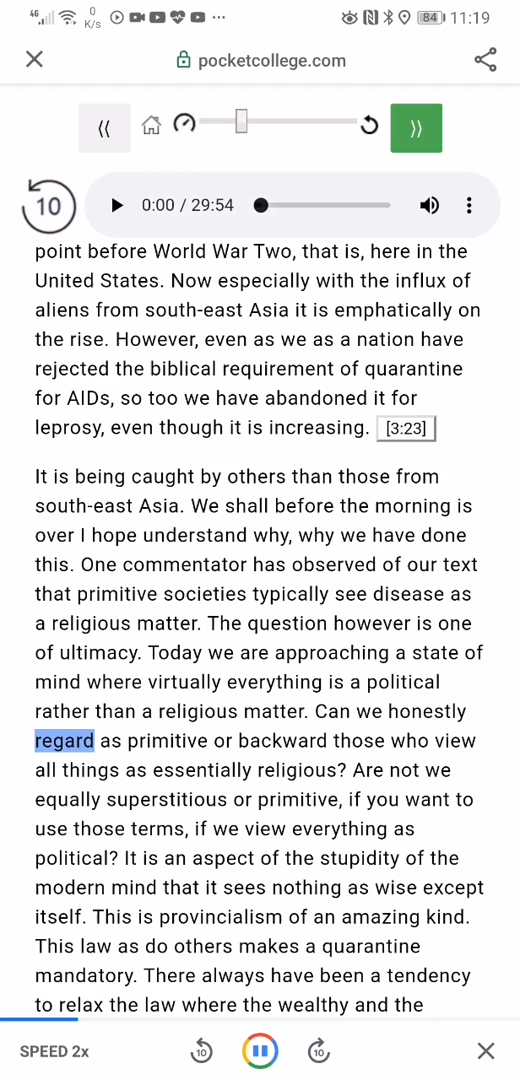 46
0
K/s
84
11:19
pocketcollege.com
⟨⟨
⟩⟩
10
0:00 / 29:54
point before World War Two, that is, here in the
United States. Now especially with the influx of
aliens from south-east Asia it is emphatically on
the rise. However, even as we as a nation have
rejected the biblical requirement of quarantine
for AIDs, so too we have abandoned it for
leprosy, even though it is increasing. [3:23]
It is being caught by others than those from
south-east Asia. We shall before the morning is
over I hope understand why, why we have done
this. One commentator has observed of our text
that primitive societies typically see disease as
a religious matter. The question however is one
of ultimacy. Today we are approaching a state of
mind where virtually everything is a political
rather than a religious matter. Can we honestly
regard as primitive or backward those who view
all things as essentially religious? Are not we
equally superstitious or primitive, if you want to
use those terms, if we view everything as
political? It is an aspect of the stupidity of the
modern mind that it sees nothing as wise except
itself. This is provincialism of an amazing kind.
This law as do others makes a quarantine
mandatory. There always have been a tendency
to relax the law where the wealthy and the
SPEED 2x
10
10